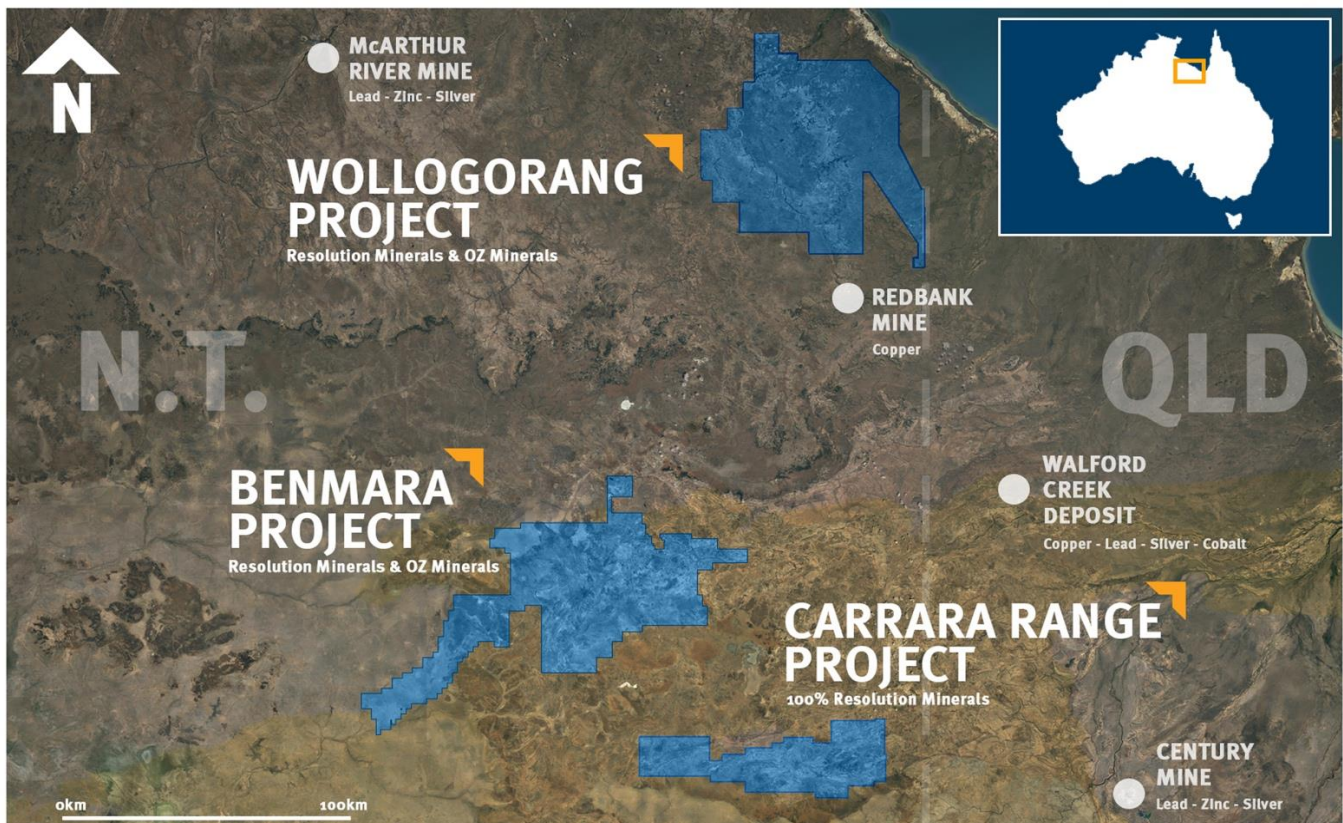 N
McARTHUR
RIVER MINE
Lead - Zinc - Silver
WOLLOGORANG
PROJECT
Resolution Minerals & OZ Minerals
REDBANK
MINE
Copper
N.T.
QLD
BENMARA
PROJECT
Resolution Minerals & OZ Minerals
WALFORD
CREEK
DEPOSIT
Copper - Lead - Silver - Cobalt
CARRARA RANGE
PROJECT
100% Resolution Minerals
CENTURY
MINE
Lead - Zinc - Silver
0km 100km